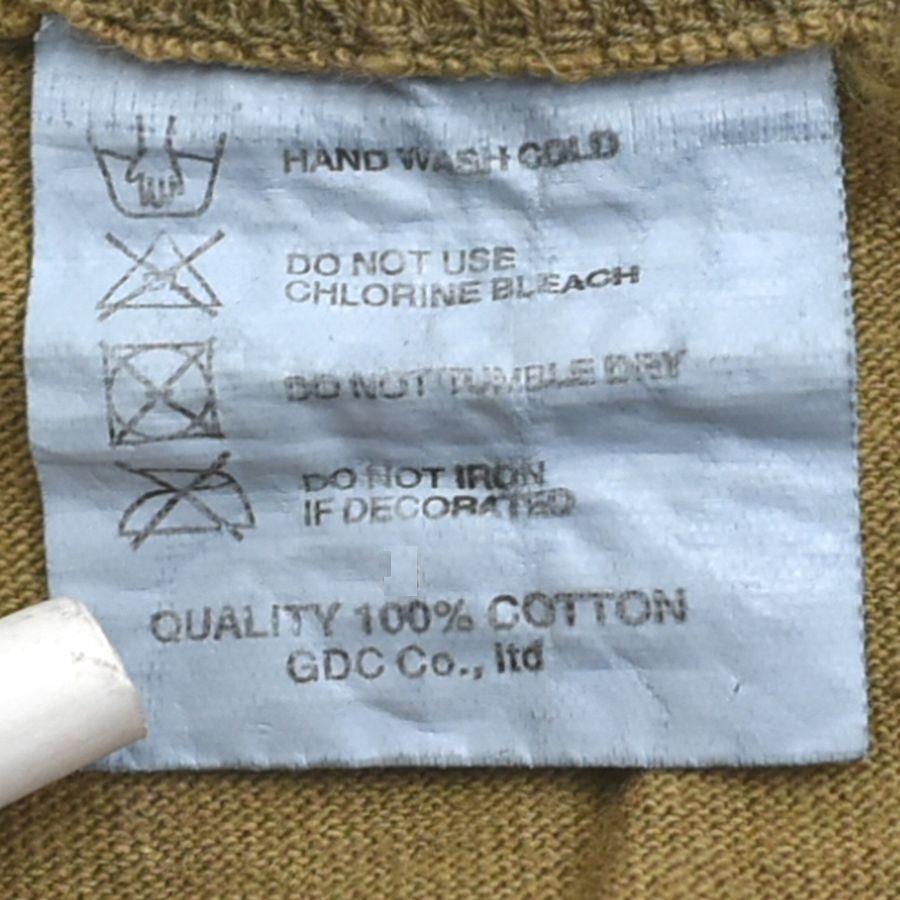 HAND WASH COLD
DO NOT USE
CHLORINE BLEACH
DO NOT TUMBLE DRY
DO NOT IRON
IF DECORATED
QUALITY 100% COTTON
GDC Co., ltd